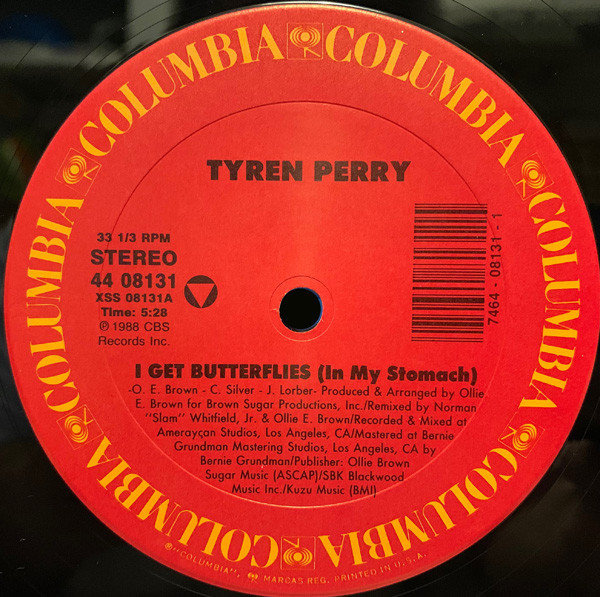 COLUMBIA COLUMBIA COLUMBIA COLUMBIA COLUMBIA COLUMBIA
TYREN PERRY
33 1/3 RPM
STEREO
44 08131
XSS 08131A
Time: 5:28
℗ 1988 CBS
Records Inc.
7464 - 08131 - 1
I GET BUTTERFLIES (In My Stomach)
-O. E. Brown - C. Silver - J. Lorber- Produced & Arranged by Ollie
E. Brown for Brown Sugar Productions, Inc./Remixed by Norman
"Slam" Whitfield, Jr. & Ollie E. Brown/Recorded & Mixed at
Amerayçan Studios, Los Angeles, CA/Mastered at Bernie
Grundman Mastering Studios, Los Angeles, CA by
Bernie Grundman/Publisher: Ollie Brown
Sugar Music (ASCAP)/SBK Blackwood
Music Inc./Kuzu Music (BMI)
"COLUMBIA", MARCAS REG. PRINTED IN U.S.A.